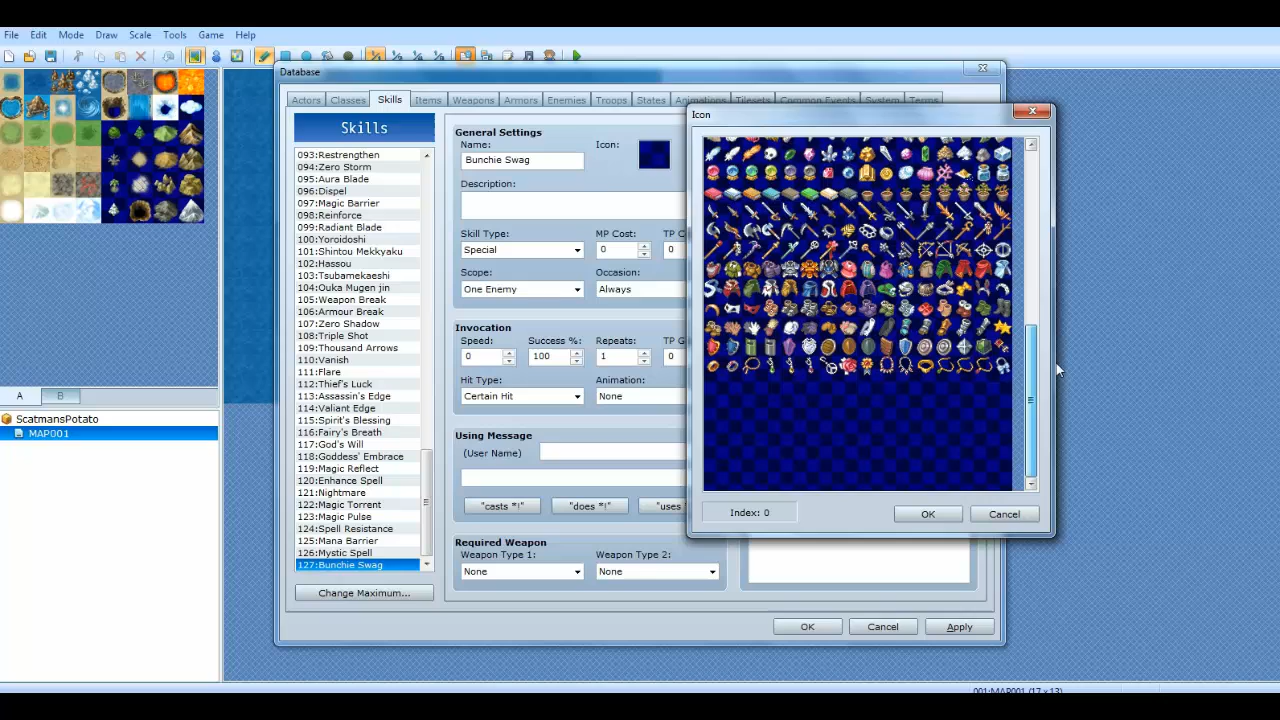 File Edit Mode Draw Scale Tools Game Help
Database
Actors Classes Skills Items Weapons Armors Enemies Troops States Animations Tilesets Common Events System Terms
Icon
Skills
General Settings
Name: Icon:
Bunchie Swag
Description:
Skill Type: MP Cost: TP C
Special 0 0
Scope: Occasion:
One Enemy Always
Invocation
Speed: Success %: Repeats: TP G
0 100 1 0
Hit Type: Animation:
Certain Hit None
Using Message
(User Name)
"casts *!" "does *!" "uses
Required Weapon
Weapon Type 1: Weapon Type 2:
None None
093:Restrengthen
094:Zero Storm
095:Aura Blade
096:Dispel
097:Magic Barrier
098:Reinforce
099:Radiant Blade
100:Yoroidoshi
101:Shintou Mekkyaku
102:Hassou
103:Tsubamekaeshi
104:Ouka Mugen jin
105:Weapon Break
106:Armour Break
107:Zero Shadow
108:Triple Shot
109:Thousand Arrows
110:Vanish
111:Flare
112:Thief's Luck
113:Assassin's Edge
114:Valiant Edge
115:Spirit's Blessing
116:Fairy's Breath
117:God's Will
118:Goddess' Embrace
119:Magic Reflect
120:Enhance Spell
121:Nightmare
122:Magic Torrent
123:Magic Pulse
124:Spell Resistance
125:Mana Barrier
126:Mystic Spell
127:Bunchie Swag
Change Maximum...
Index: 0 OK Cancel
OK Cancel Apply
A B
ScatmansPotato
MAP001
001:MAP001 (17 x 13)